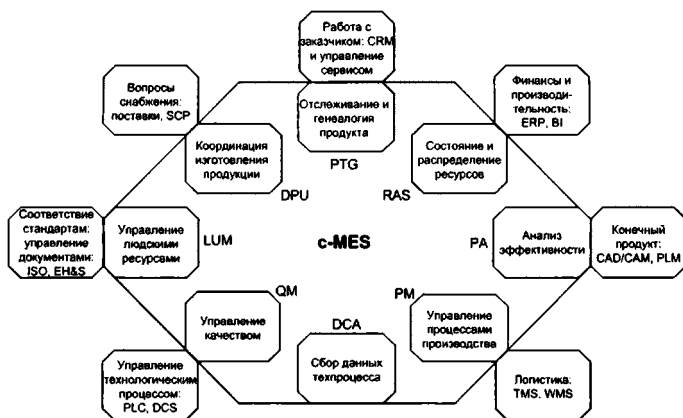 Работа с
заказчиком: CRM
и управление
сервисом
Вопросы
снабжения:
поставки, SCP
Финансы и
производи-
тельность:
ERP, BI
Отслеживание и
генеалогия
продукта
PTG
Координация
изготовления
продукции
DPU
Состояние и
распределение
ресурсов
RAS
Соответствие
стандартам:
управление
документами:
ISO, EH&S
Управление
людскими
ресурсами
LUM
c-MES
PA
Анализ
эффективности
Конечный
продукт:
CAD/CAM, PLM
QM
Управление
качеством
DCA
Сбор данных
техпроцесса
PM
Управление
процессами
производства
Управление
технологическим
процессом:
PLC, DCS
Логистика:
TMS, WMS